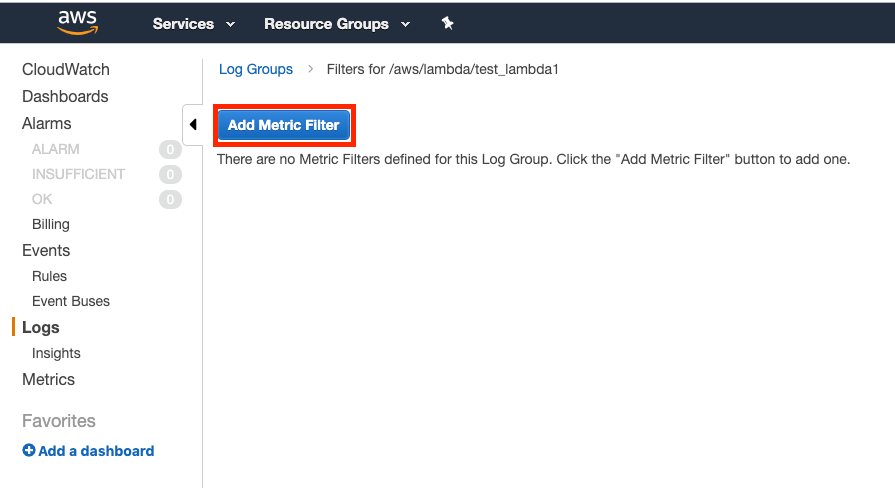 aws Services Resource Groups
CloudWatch
Dashboards
Alarms
ALARM 0
INSUFFICIENT 0
OK 0
Billing
Events
Rules
Event Buses
Logs
Insights
Metrics
Favorites
Add a dashboard
Log Groups > Filters for /aws/lambda/test_lambda1
Add Metric Filter
There are no Metric Filters defined for this Log Group. Click the "Add Metric Filter" button to add one.